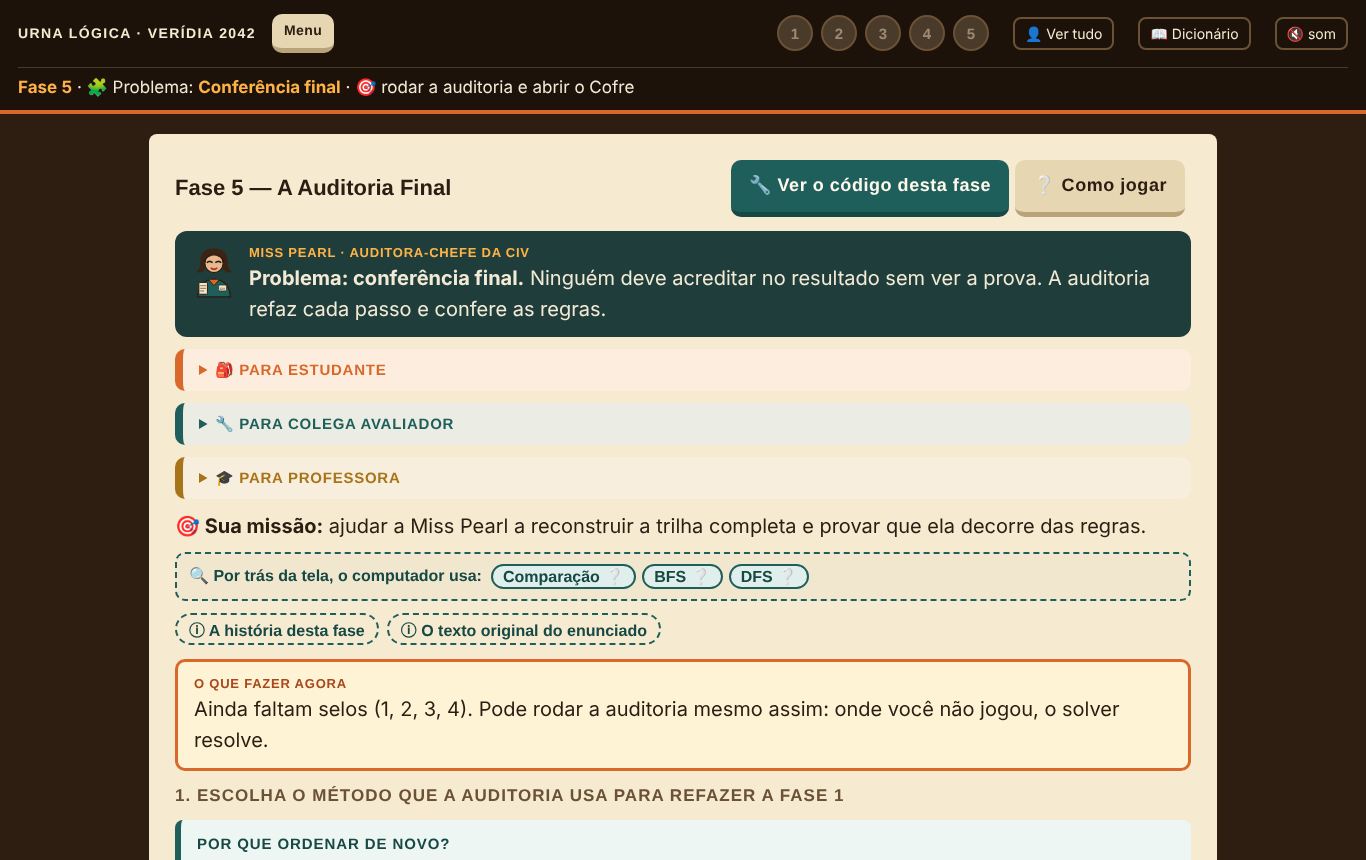 URNA LÓGICA · VERÍDIA 2042
Menu
1
2
3
4
5
👤 Ver tudo
📖 Dicionário
🔇 som
Fase 5 · 🧩 Problema: Conferência final · 🎯 rodar a auditoria e abrir o Cofre
Fase 5 — A Auditoria Final
🔧 Ver o código desta fase
❔ Como jogar
MISS PEARL · AUDITORA-CHEFE DA CIV
Problema: conferência final. Ninguém deve acreditar no resultado sem ver a prova. A auditoria
refaz cada passo e confere as regras.
▶ 🎒 PARA ESTUDANTE
▶ 🔧 PARA COLEGA AVALIADOR
▶ 🎓 PARA PROFESSORA
🎯 Sua missão: ajudar a Miss Pearl a reconstruir a trilha completa e provar que ela decorre das regras.
🔍 Por trás da tela, o computador usa: Comparação ❔ BFS ❔ DFS ❔
ⓘ A história desta fase
ⓘ O texto original do enunciado
O QUE FAZER AGORA
Ainda faltam selos (1, 2, 3, 4). Pode rodar a auditoria mesmo assim: onde você não jogou, o solver
resolve.
1. ESCOLHA O MÉTODO QUE A AUDITORIA USA PARA REFAZER A FASE 1
POR QUE ORDENAR DE NOVO?